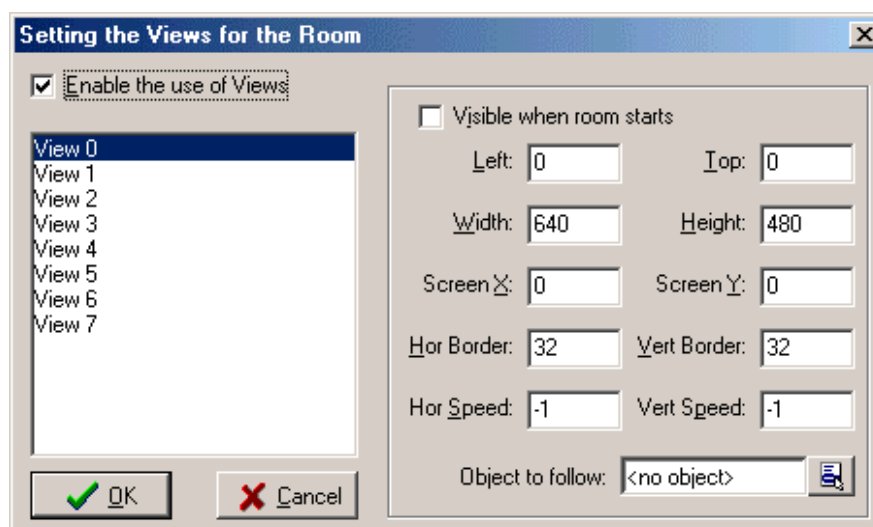 Setting the Views for the Room
Enable the use of Views
View 0
View 1
View 2
View 3
View 4
View 5
View 6
View 7
OK
Cancel
Visible when room starts
Left: 0 Top: 0
Width: 640 Height: 480
Screen X: 0 Screen Y: 0
Hor Border: 32 Vert Border: 32
Hor Speed: -1 Vert Speed: -1
Object to follow: <no object>